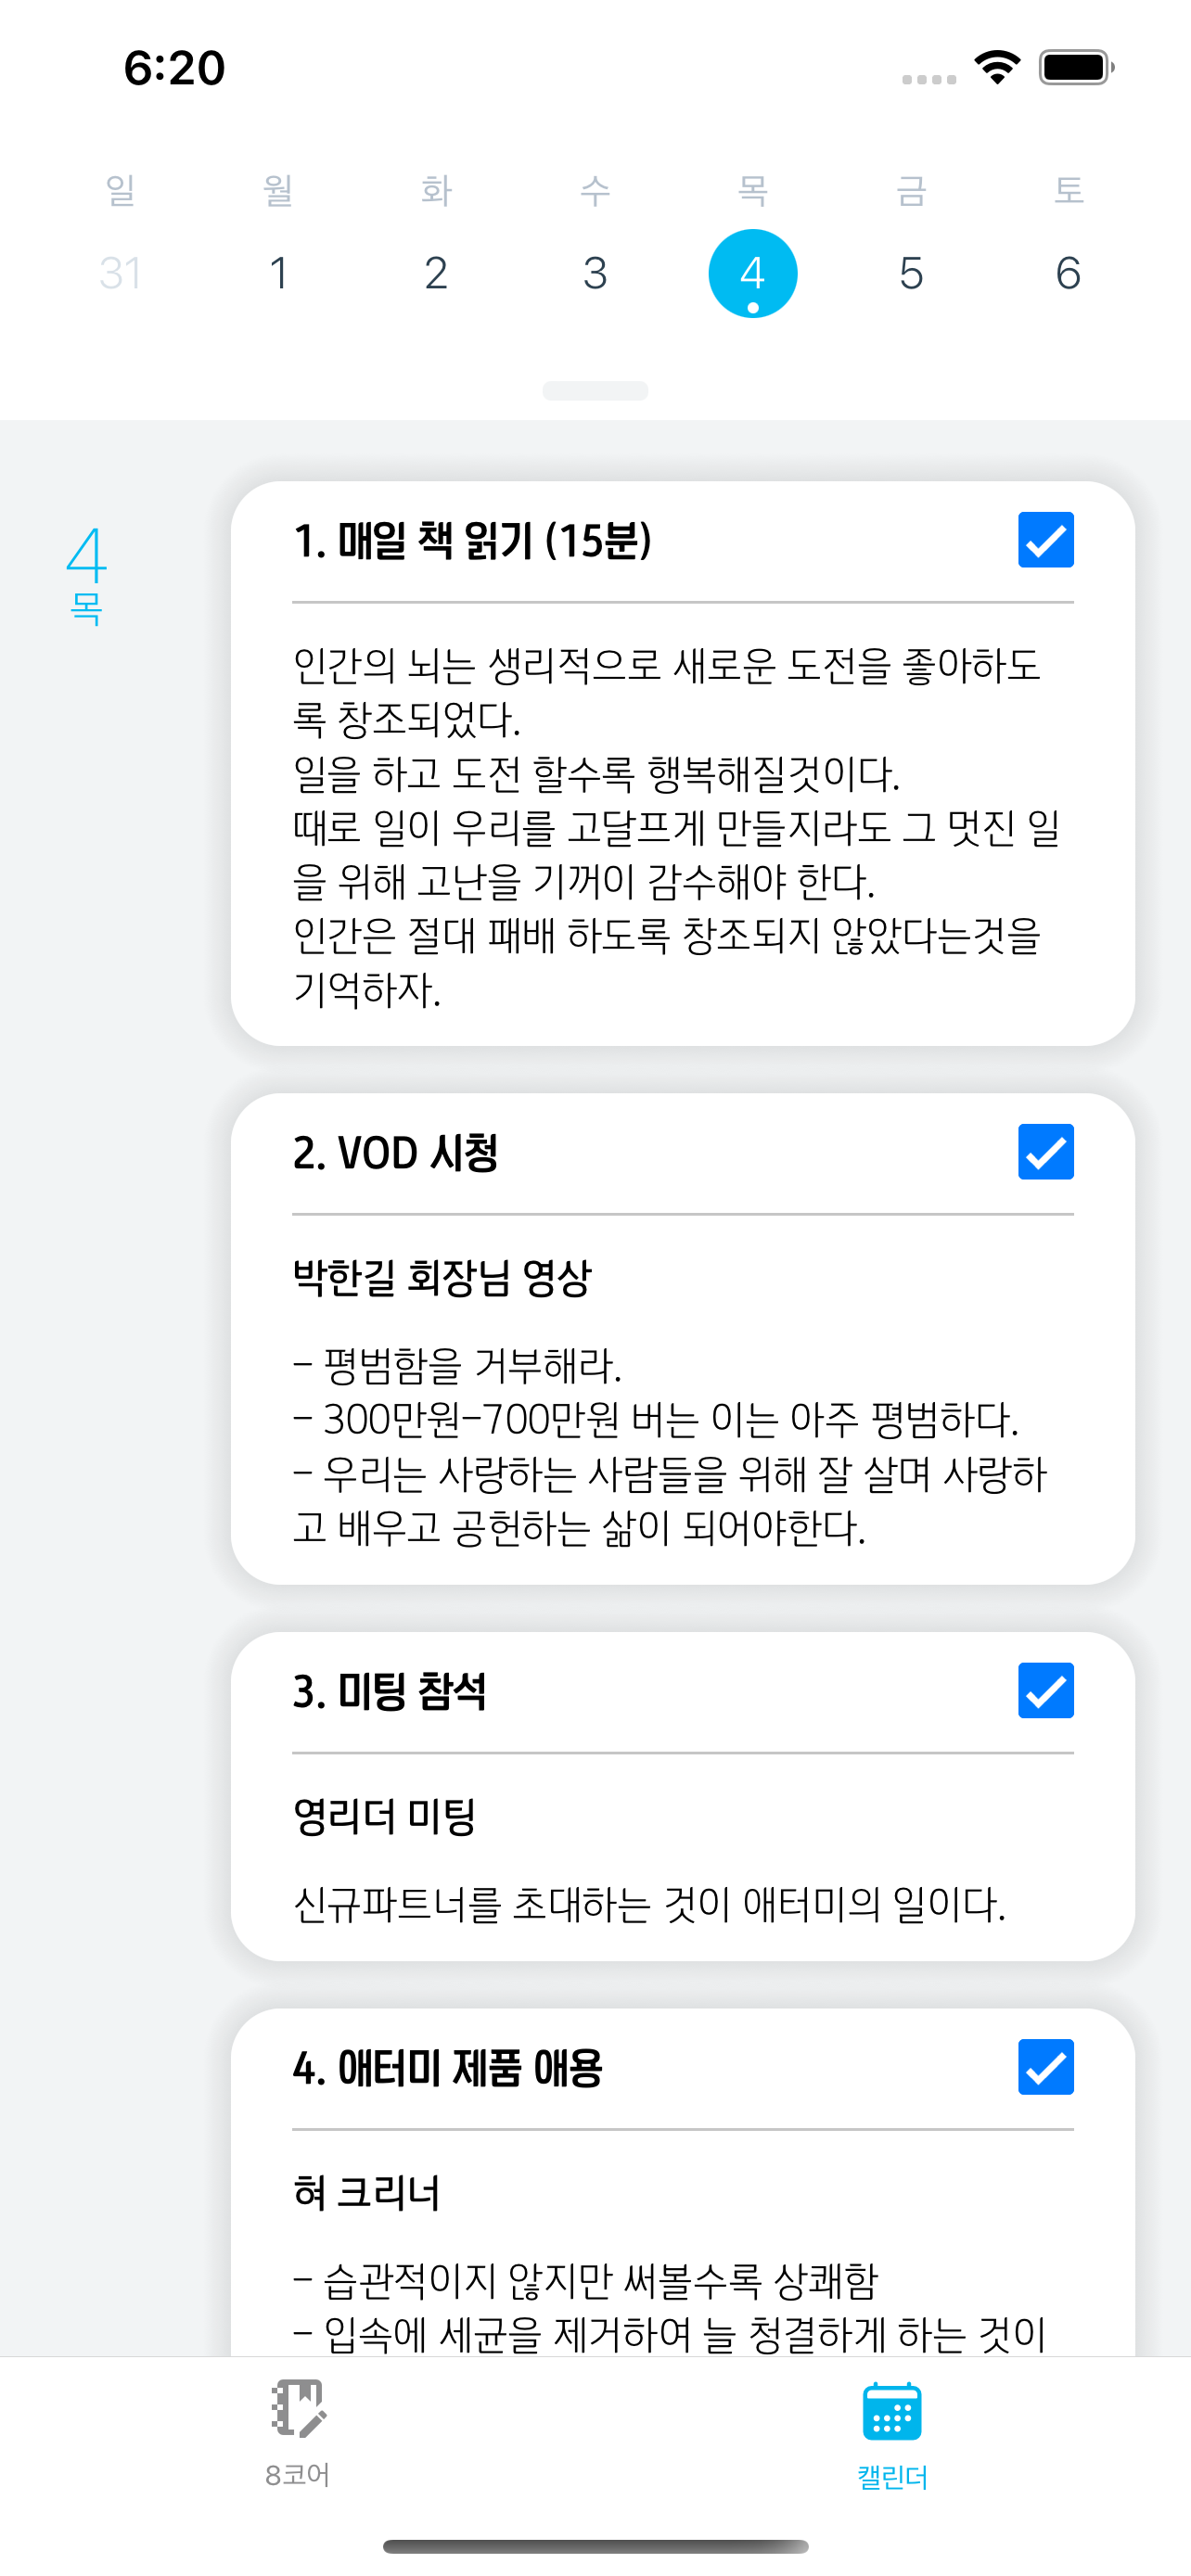 6:20
일 월 화 수 목 금 토
31 1 2 3 4 5 6
4
목
1. 매일 책 읽기 (15분)
인간의 뇌는 생리적으로 새로운 도전을 좋아하도
록 창조되었다.
일을 하고 도전 할수록 행복해질것이다.
때로 일이 우리를 고달프게 만들지라도 그 멋진 일
을 위해 고난을 기꺼이 감수해야 한다.
인간은 절대 패배 하도록 창조되지 않았다는것을
기억하자.
2. VOD 시청
박한길 회장님 영상
- 평범함을 거부해라.
- 300만원-700만원 버는 이는 아주 평범하다.
- 우리는 사랑하는 사람들을 위해 잘 살며 사랑하
고 배우고 공헌하는 삶이 되어야한다.
3. 미팅 참석
영리더 미팅
신규파트너를 초대하는 것이 애터미의 일이다.
4. 애터미 제품 애용
혀 크리너
- 습관적이지 않지만 써볼수록 상쾌함
- 입속에 세균을 제거하여 늘 청결하게 하는 것이
8코어
캘린더